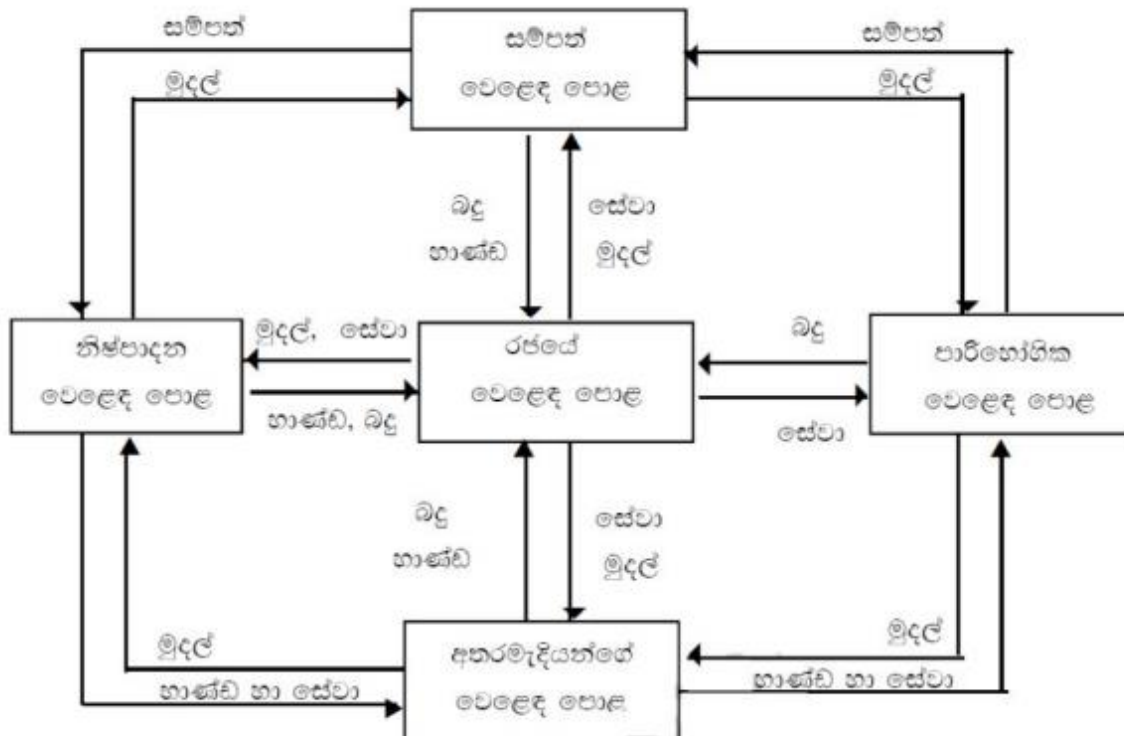 සම්පත්
සම්පත්
වෙළෙඳ පොළ
සම්පත්
මුදල්
මුදල්
බදු
භාණ්ඩ
සේවා
මුදල්
නිෂ්පාදන
වෙළෙඳ පොළ
මුදල්, සේවා
භාණ්ඩ, බදු
රජයේ
වෙළෙඳ පොළ
බදු
සේවා
පාරිභෝගික
වෙළෙඳ පොළ
බදු
භාණ්ඩ
සේවා
මුදල්
මුදල්
භාණ්ඩ හා සේවා
අතරමැදියන්ගේ
වෙළෙඳ පොළ
මුදල්
භාණ්ඩ හා සේවා